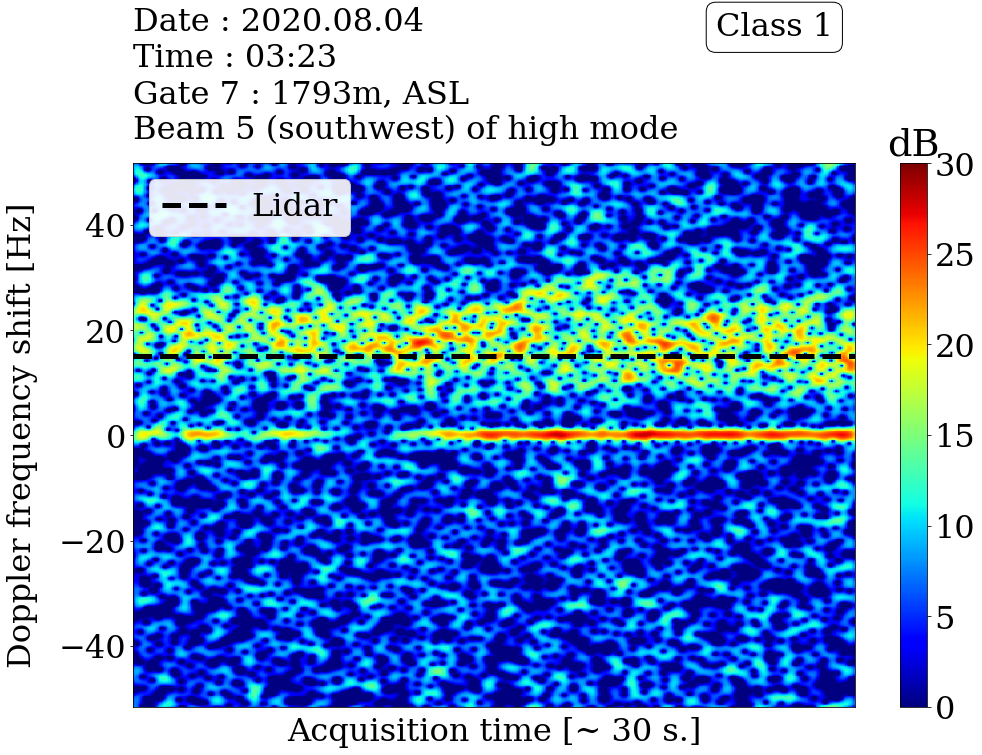 Date : 2020.08.04
Time : 03:23
Gate 7 : 1793m, ASL
Beam 5 (southwest) of high mode
Class 1
dB
Lidar
Doppler frequency shift [Hz]
40
20
0
−20
−40
Acquisition time [~ 30 s.]
30
25
20
15
10
5
0